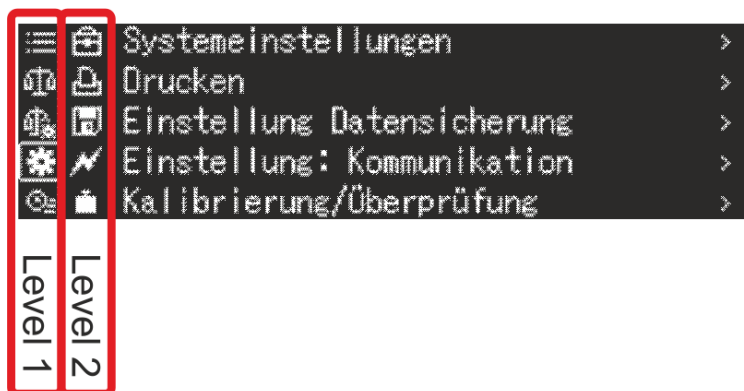 Systemeinstellungen >
Drucken >
Einstellung Datensicherung >
Einstellung: Kommunikation >
Kalibrierung/Überprüfung >
Level 1
Level 2